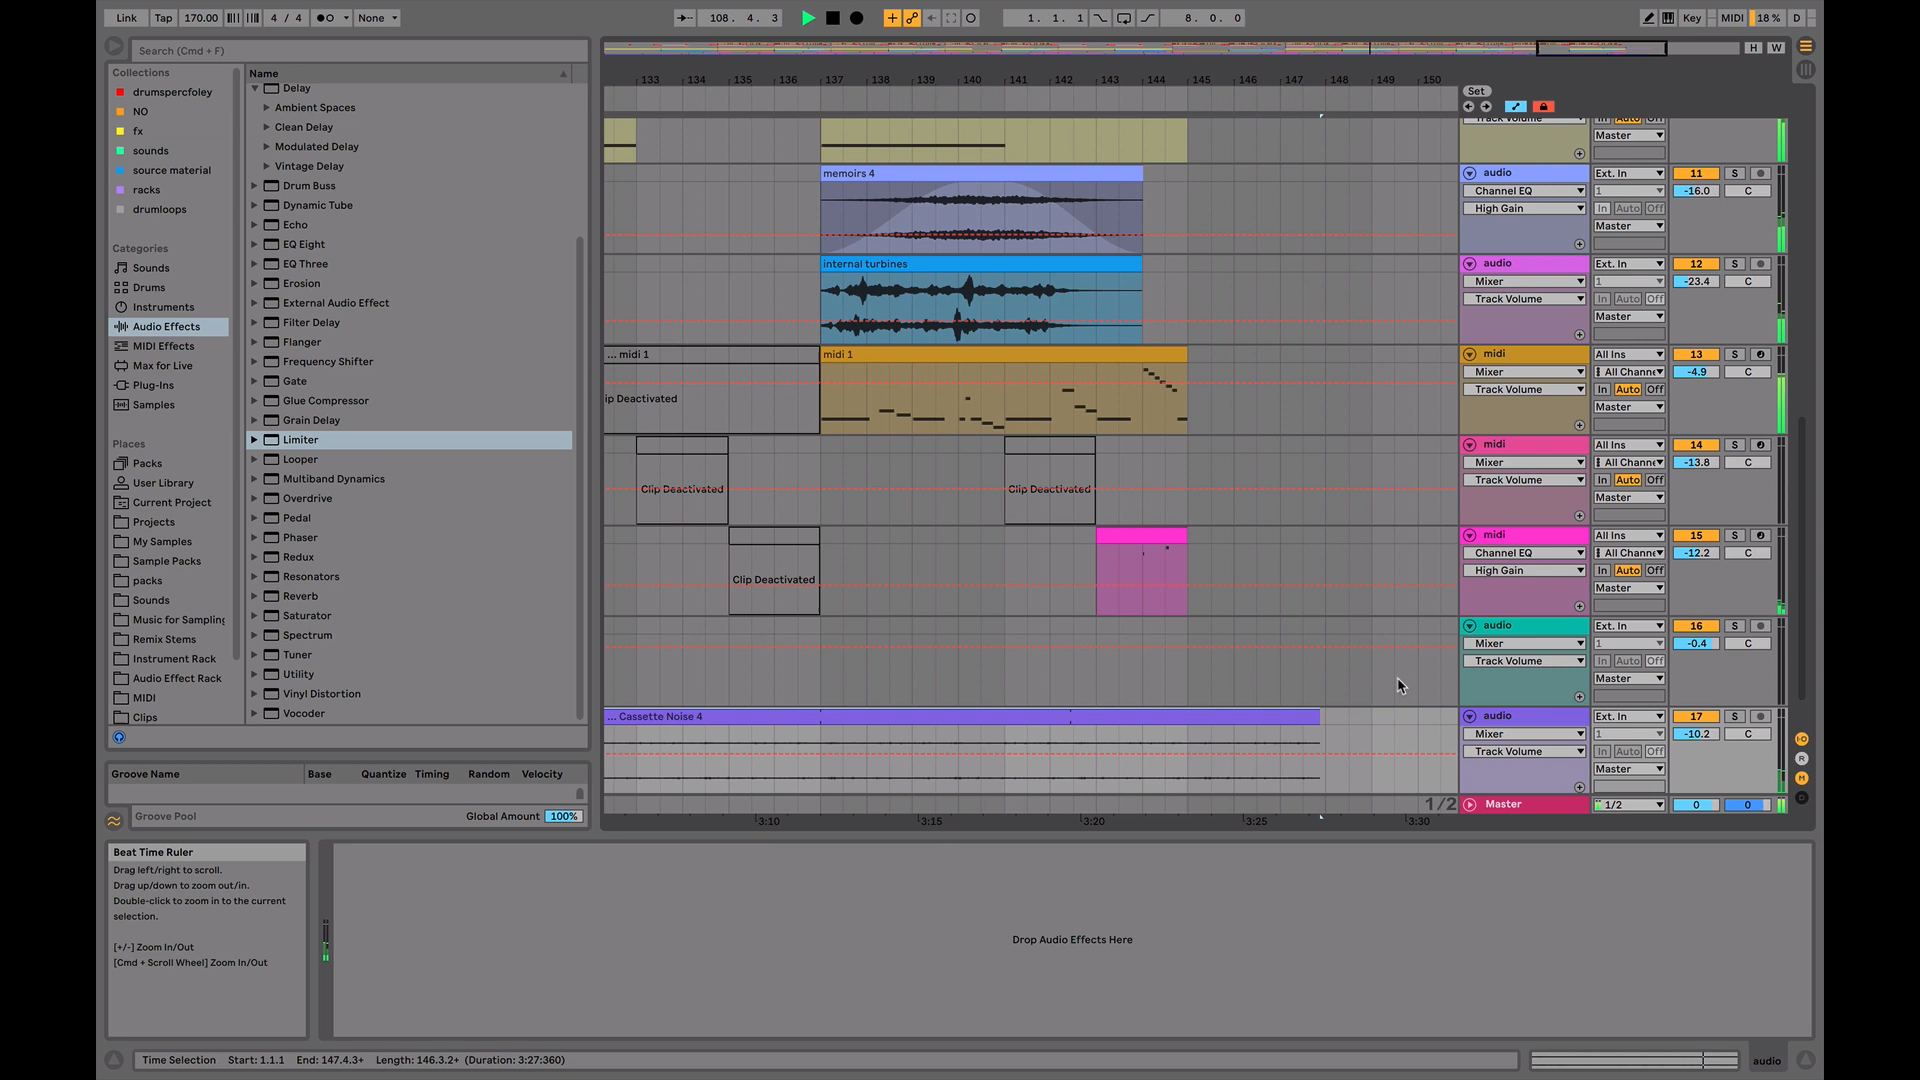 Link Tap 170.00 4 / 4 None 108. 4. 3 1. 1. 1 8. 0. 0 Key MIDI 18 % D
Search (Cmd + F)
H W
Collections
drumspercfoley
NO
fx
sounds
source material
racks
drumloops
Categories
Sounds
Drums
Instruments
Audio Effects
MIDI Effects
Max for Live
Plug-Ins
Samples
Places
Packs
User Library
Current Project
Projects
My Samples
Sample Packs
packs
Sounds
Music for Sampling
Remix Stems
Instrument Rack
Audio Effect Rack
MIDI
Clips
Name
Delay
Ambient Spaces
Clean Delay
Modulated Delay
Vintage Delay
Drum Buss
Dynamic Tube
Echo
EQ Eight
EQ Three
Erosion
External Audio Effect
Filter Delay
Flanger
Frequency Shifter
Gate
Glue Compressor
Grain Delay
Limiter
Looper
Multiband Dynamics
Overdrive
Pedal
Phaser
Redux
Resonators
Reverb
Saturator
Spectrum
Tuner
Utility
Vinyl Distortion
Vocoder
133 134 135 136 137 138 139 140 141 142 143 144 145 146 147 148 149 150
Set
Track Volume In Auto Off
Master
memoirs 4 audio Ext. In 11 S
Channel EQ 1 -16.0 C
High Gain In Auto Off
Master
internal turbines audio Ext. In 12 S
Mixer 1 -23.4 C
Track Volume In Auto Off
Master
... midi 1 midi 1 midi All Ins 13 S
Mixer All Channe -4.9 C
ip Deactivated Track Volume In Auto Off
Master
midi All Ins 14 S
Mixer All Channe -13.8 C
Clip Deactivated Clip Deactivated Track Volume In Auto Off
Master
midi All Ins 15 S
Channel EQ All Channe -12.2 C
Clip Deactivated High Gain In Auto Off
Master
audio Ext. In 16 S
Mixer 1 -0.4 C
Track Volume In Auto Off
Master
... Cassette Noise 4 audio Ext. In 17 S
Mixer 1 -10.2 C
Track Volume In Auto Off
Master
1/2 Master 1/2 0 0
3:10 3:15 3:20 3:25 3:30
I·O
R
M
D
Groove Name Base Quantize Timing Random Velocity
Groove Pool Global Amount 100%
Beat Time Ruler
Drag left/right to scroll.
Drag up/down to zoom out/in.
Double-click to zoom in to the current
selection.
[+/-] Zoom In/Out
[Cmd + Scroll Wheel] Zoom In/Out
Drop Audio Effects Here
Time Selection Start: 1.1.1 End: 147.4.3+ Length: 146.3.2+ (Duration: 3:27:360)
audio